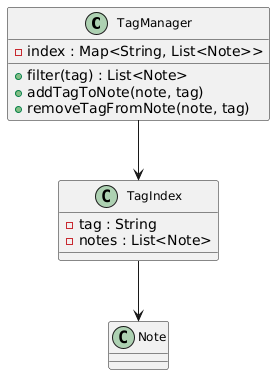 C TagManager
index : Map<String, List<Note>>
filter(tag) : List<Note>
addTagToNote(note, tag)
removeTagFromNote(note, tag)
C TagIndex
tag : String
notes : List<Note>
C Note